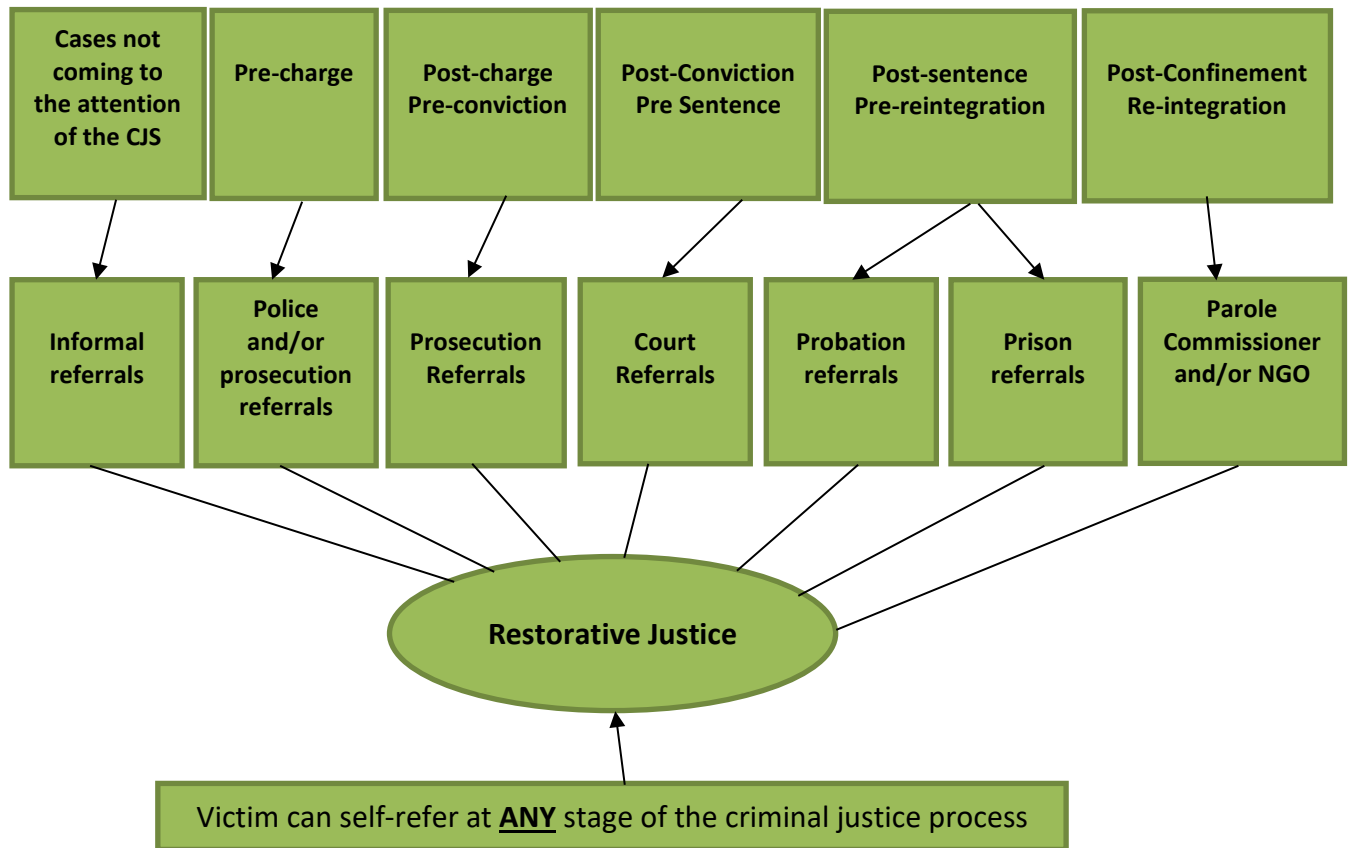 Cases not
coming to
the attention
of the CJS
Pre-charge
Post-charge
Pre-conviction
Post-Conviction
Pre Sentence
Post-sentence
Pre-reintegration
Post-Confinement
Re-integration
Informal
referrals
Police
and/or
prosecution
referrals
Prosecution
Referrals
Court
Referrals
Probation
referrals
Prison
referrals
Parole
Commissioner
and/or NGO
Restorative Justice
Victim can self-refer at ANY stage of the criminal justice process